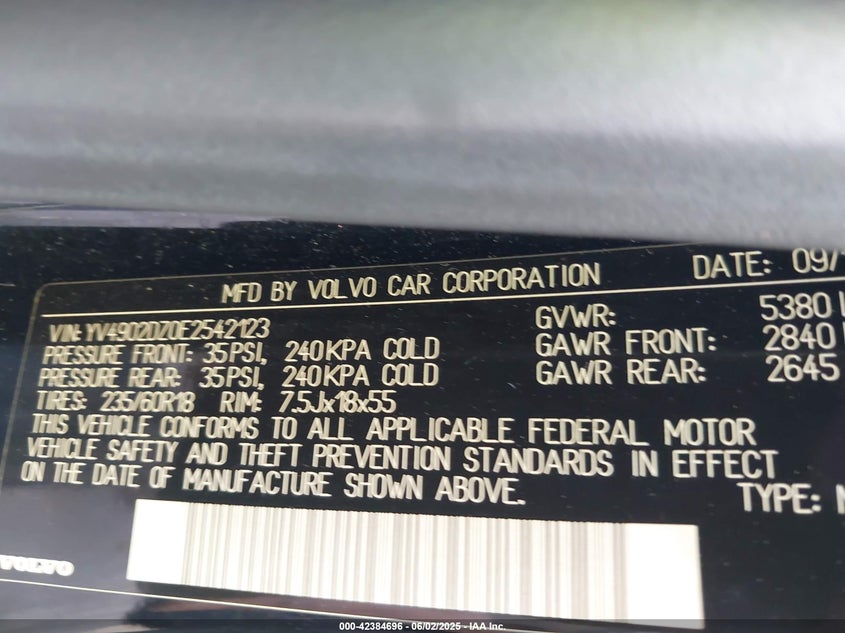 MFD BY VOLVO CAR CORPORATION
DATE: 09/
VIN: YV4902DZ0E2542123
PRESSURE FRONT: 35PSI, 240KPA COLD
PRESSURE REAR: 35PSI, 240KPA COLD
TIRES: 235/60R18 RIM: 7.5Jx18x55
GVWR: 5380
GAWR FRONT: 2840
GAWR REAR: 2645
THIS VEHICLE CONFORMS TO ALL APPLICABLE FEDERAL MOTOR
VEHICLE SAFETY AND THEFT PREVENTION STANDARDS IN EFFECT
ON THE DATE OF MANUFACTURE SHOWN ABOVE.
TYPE:
VOLVO
000-42384696 - 06/02/2025 - IAA Inc.